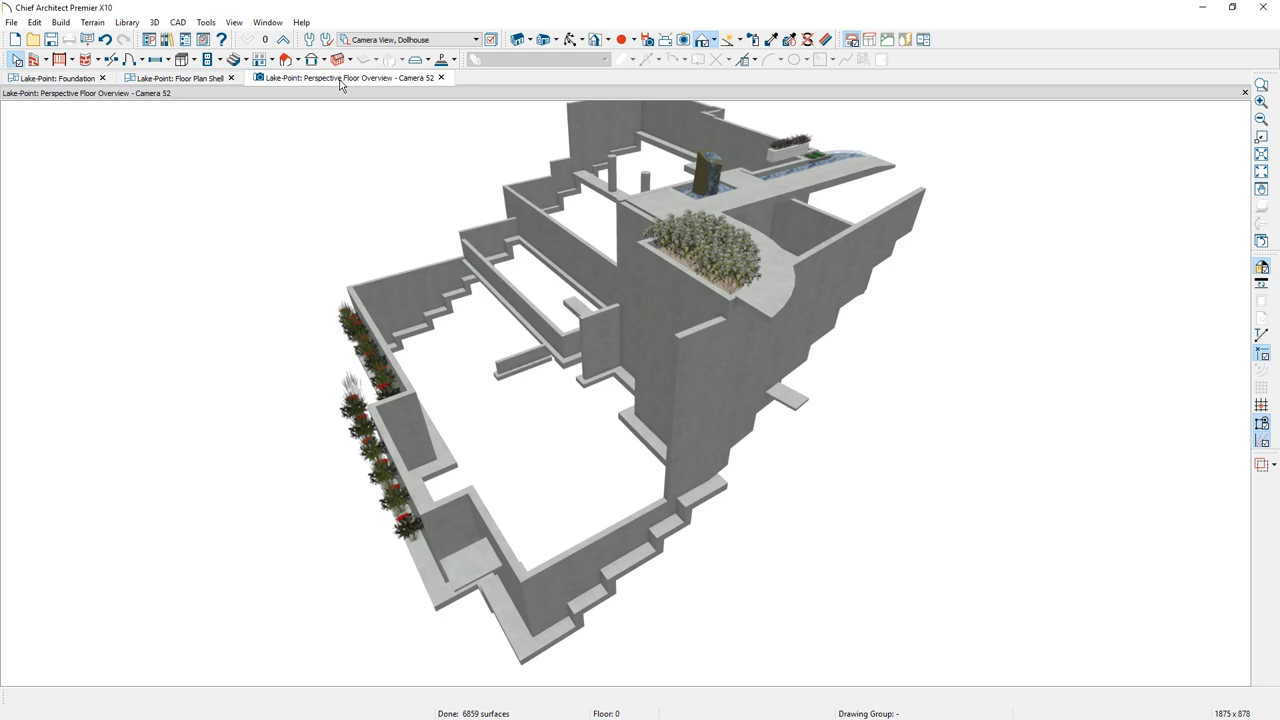 Chief Architect Premier X10
File Edit Build Terrain Library 3D CAD Tools View Window Help
0 Camera View, Dollhouse
Lake-Point: Foundation Lake-Point: Floor Plan Shell Lake-Point: Perspective Floor Overview - Camera 52
Lake-Point: Perspective Floor Overview - Camera 52
Done: 6859 surfaces Floor: 0 Drawing Group: - 1875 x 878